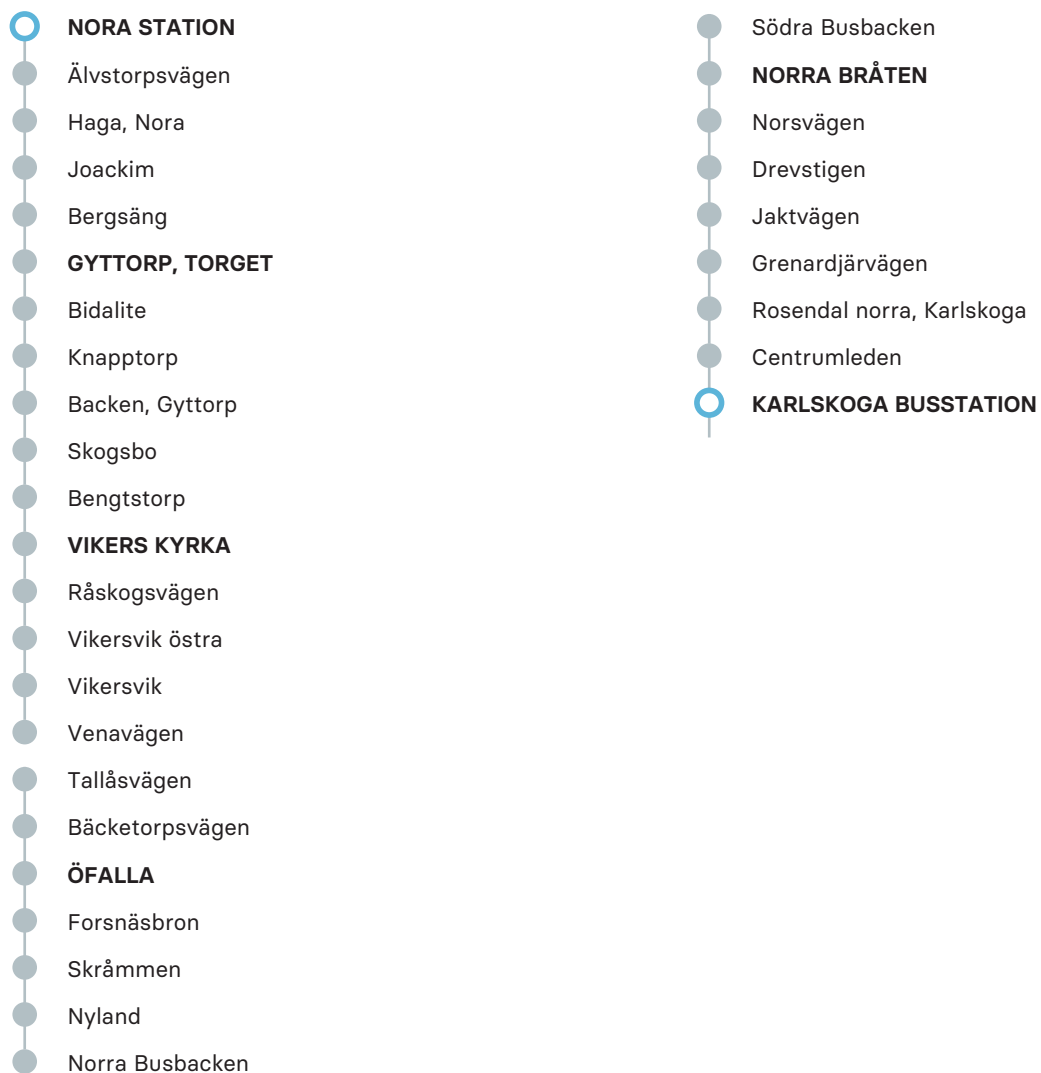 NORA STATION
Älvstorpsvägen
Haga, Nora
Joackim
Bergsäng
GYTTORP, TORGET
Bidalite
Knapptorp
Backen, Gyttorp
Skogsbo
Bengtstorp
VIKERS KYRKA
Råskogsvägen
Vikersvik östra
Vikersvik
Venavägen
Tallåsvägen
Bäcketorpsvägen
ÖFALLA
Forsnäsbron
Skråmmen
Nyland
Norra Busbacken
Södra Busbacken
NORRA BRÅTEN
Norsvägen
Drevstigen
Jaktvägen
Grenardjärvägen
Rosendal norra, Karlskoga
Centrumleden
KARLSKOGA BUSSTATION